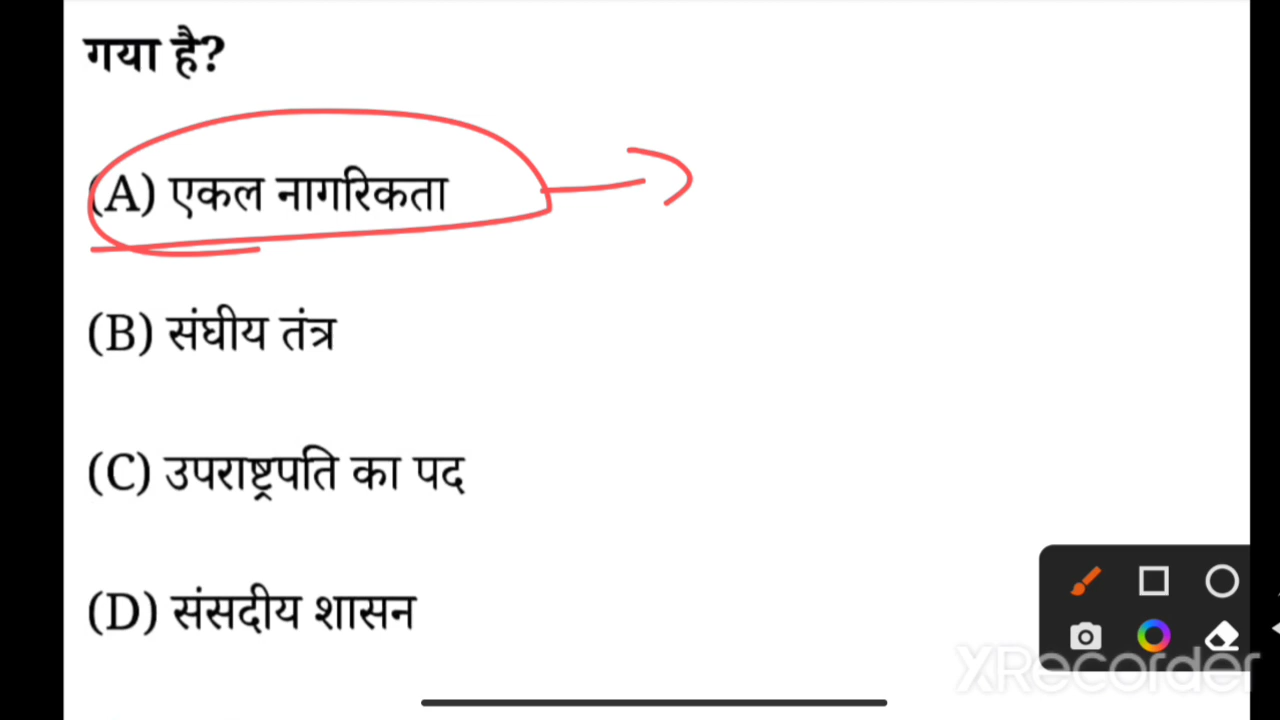 गया है?
(A) एकल नागरिकता
(B) संघीय तंत्र
(C) उपराष्ट्रपति का पद
(D) संसदीय शासन
XRecorder